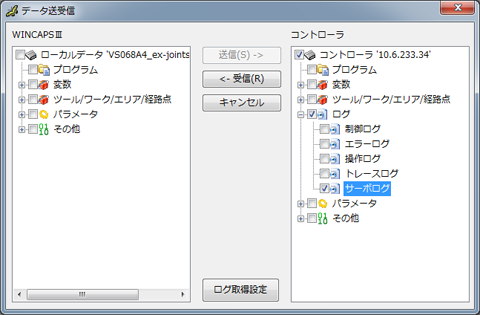 データ送受信
WINCAPSⅢ
ローカルデータ 'VS068A4_ex-joints
プログラム
変数
ツール/ワーク/エリア/経路点
パラメータ
その他
送信(S) ->
<- 受信(R)
キャンセル
ログ取得設定
コントローラ
コントローラ '10.6.233.34'
プログラム
変数
ツール/ワーク/エリア/経路点
ログ
制御ログ
エラーログ
操作ログ
トレースログ
サーボログ
パラメータ
その他